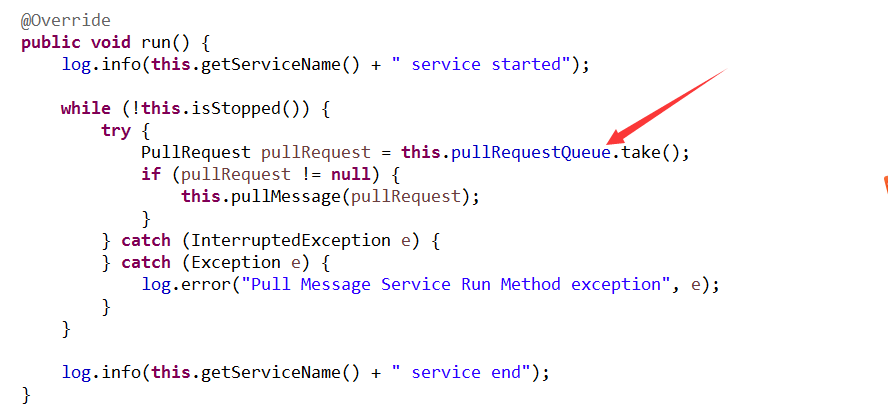 @Override
public void run() {
    log.info(this.getServiceName() + " service started");

    while (!this.isStopped()) {
        try {
            PullRequest pullRequest = this.pullRequestQueue.take();
            if (pullRequest != null) {
                this.pullMessage(pullRequest);
            }
        } catch (InterruptedException e) {
        } catch (Exception e) {
            log.error("Pull Message Service Run Method exception", e);
        }
    }

    log.info(this.getServiceName() + " service end");
}